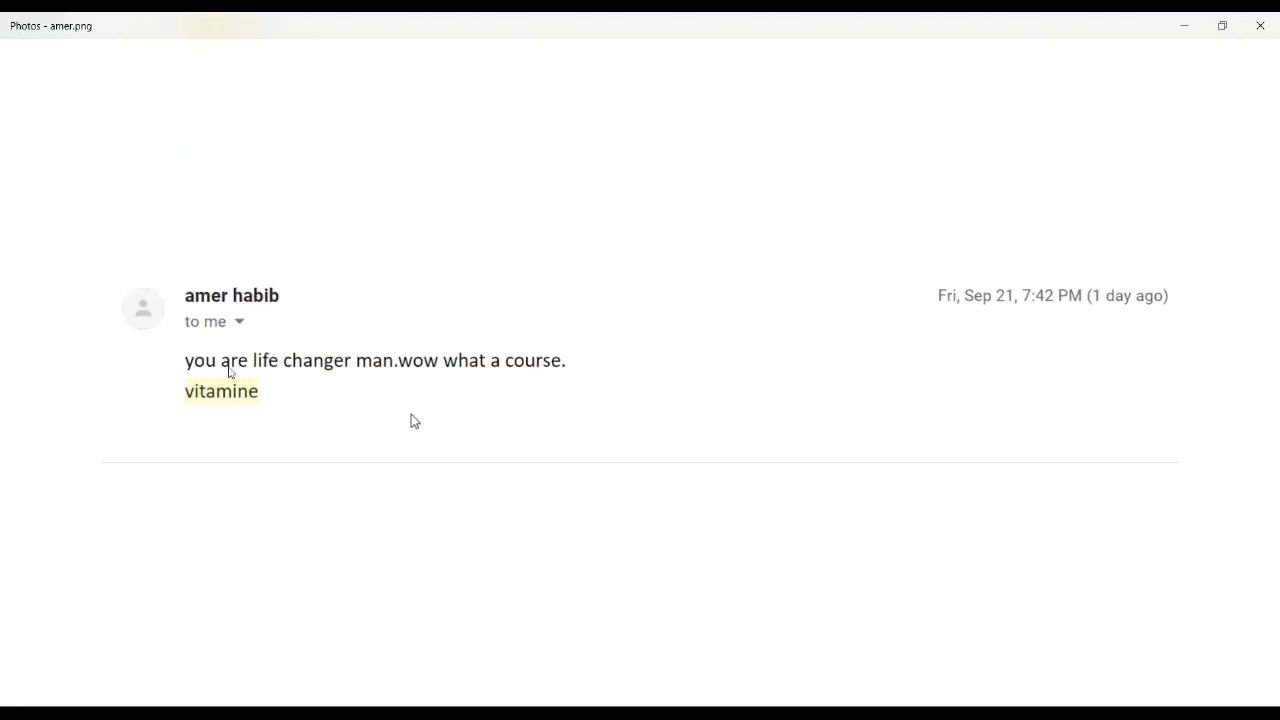 Photos - amer.png
amer habib
Fri, Sep 21, 7:42 PM (1 day ago)
to me
you are life changer man.wow what a course.
vitamine